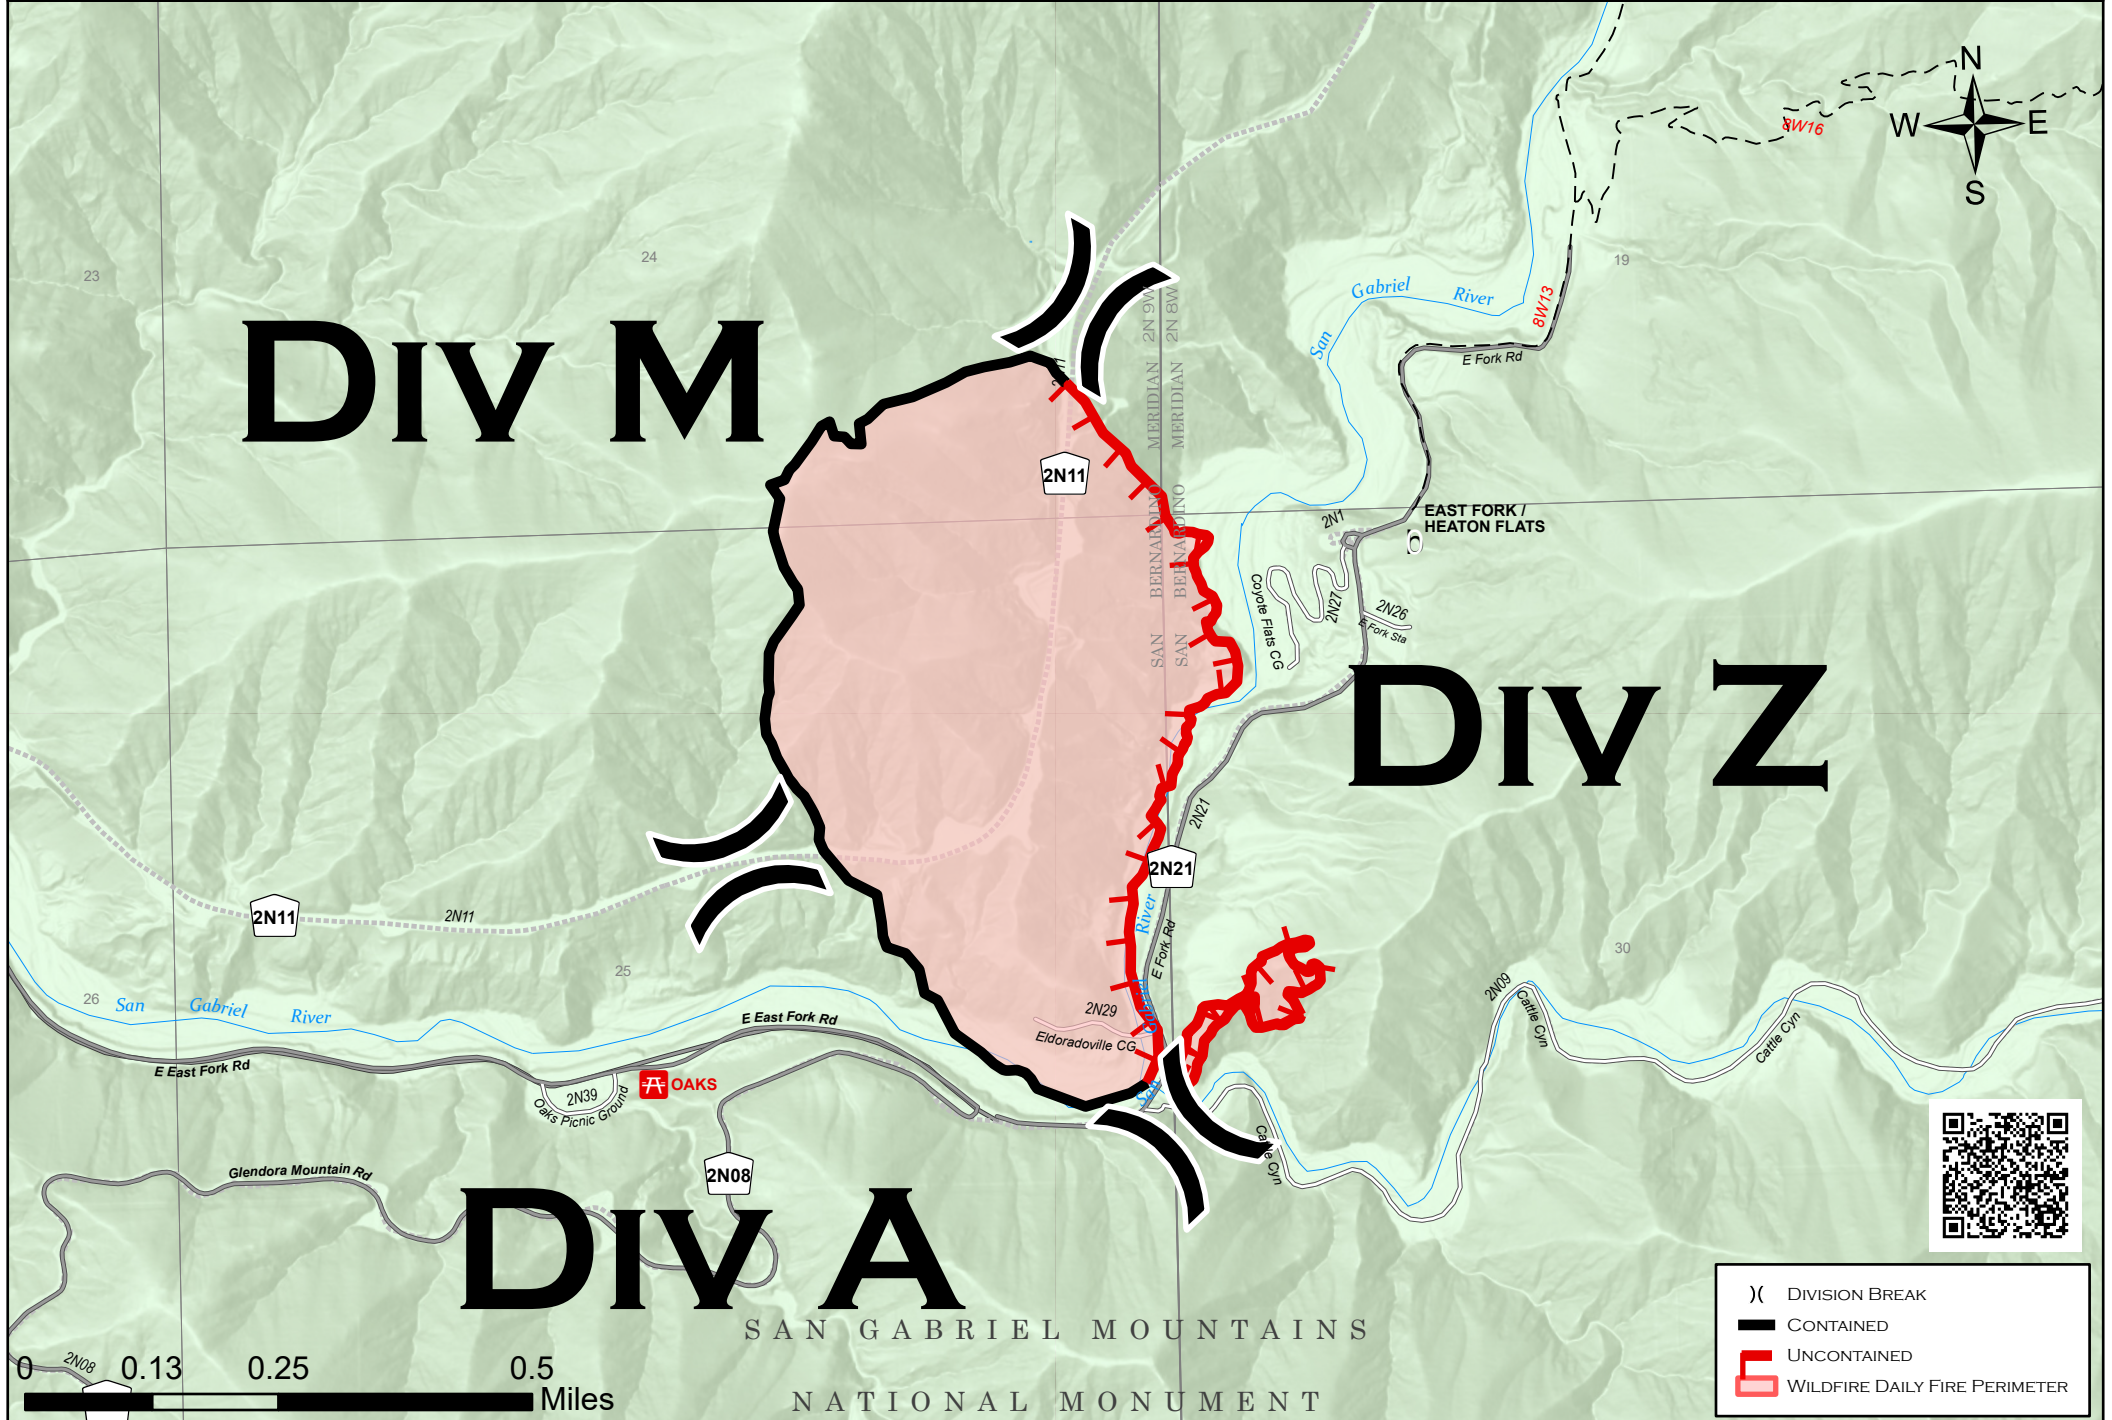 N
W E
S
8W16
23
24
19
San Gabriel River
8W13
E Fork Rd
DIV M
2N 9W
2N 8W
SAN BERNARDINO MERIDIAN
SAN BERNARDINO MERIDIAN
2N11
EAST FORK /
HEATON FLATS
2N1
Coyote Flats CG
2N27
2N26
E Fork Sta
DIV Z
2N21
2N21
River
E Fork Rd
2N11
2N11
25
26
30
2N09
Cattle Cyn
Cattle Cyn
San Gabriel River
E East Fork Rd
E East Fork Rd
2N29
Eldoradoville CG
San
OAKS
2N39
Oaks Picnic Ground
Cattle Cyn
Glendora Mountain Rd
2N08
DIV A
SAN GABRIEL MOUNTAINS
NATIONAL MONUMENT
2N08
0 0.13 0.25 0.5
Miles
)( DIVISION BREAK
CONTAINED
UNCONTAINED
WILDFIRE DAILY FIRE PERIMETER